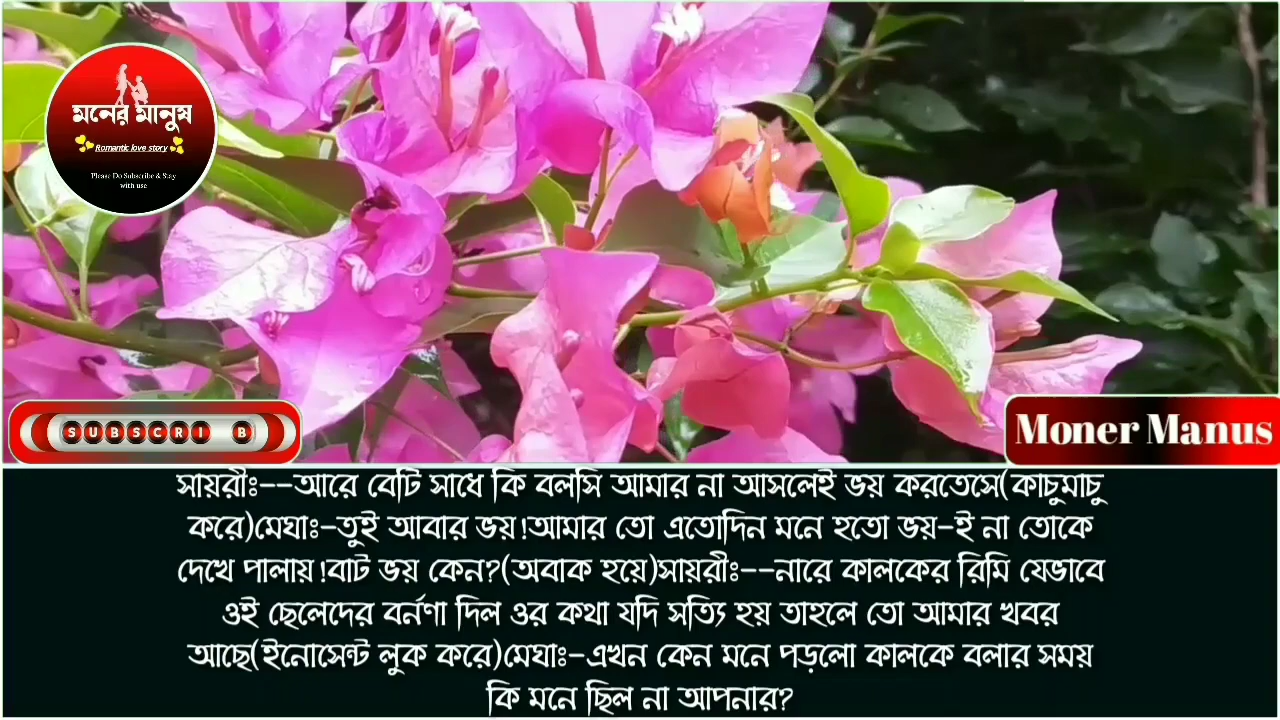 মনের মানুষ
Romantic love story
Please Do Subscribe & Stay
with use
SUBSCRI B
Moner Manus
সায়রীঃ--আরে বেটি সাধে কি বলসি আমার না আসলেই ভয় করতেসে(কাচুমাচু
করে)মেঘাঃ-তুই আবার ভয়!আমার তো এতোদিন মনে হতো ভয়-ই না তোকে
দেখে পালায়!বাট ভয় কেন?(অবাক হয়ে)সায়রীঃ--নারে কালকের রিমি যেভাবে
ওই ছেলেদের বর্নণা দিল ওর কথা যদি সত্যি হয় তাহলে তো আমার খবর
আছে(ইনোসেন্ট লুক করে)মেঘাঃ-এখন কেন মনে পড়লো কালকে বলার সময়
কি মনে ছিল না আপনার?